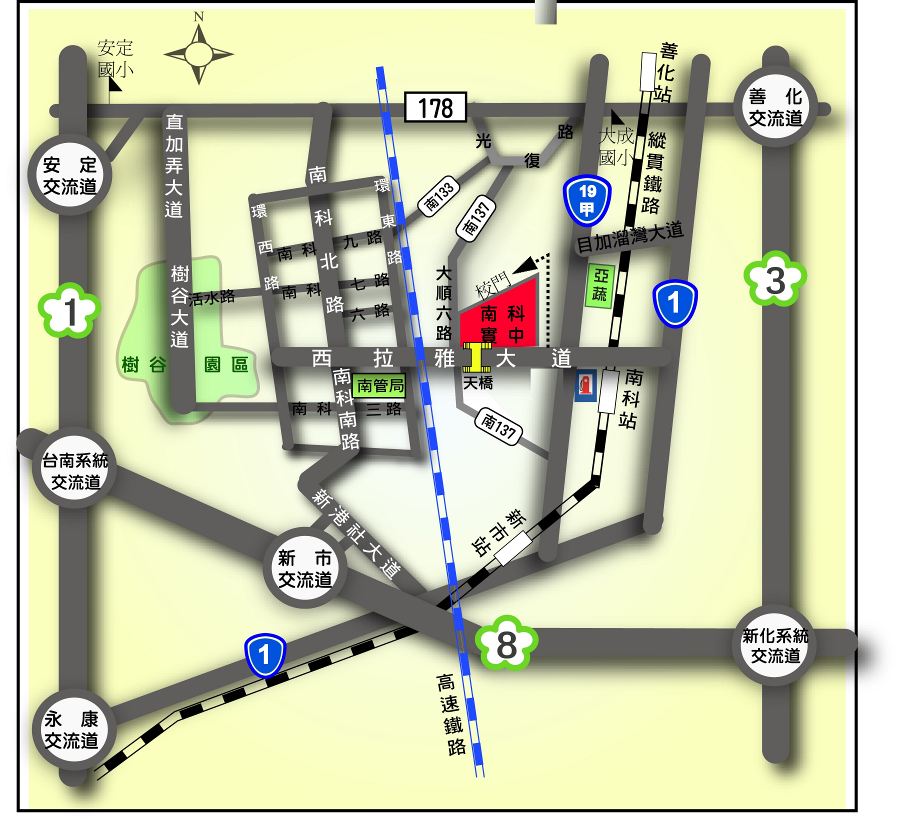 N
安定
國小
178
善化站
善 化
交流道
安 定
交流道
直加弄大道
樹谷大道
光復路
大成
國小
縱貫鐵路
19
甲
目加溜灣大道
南133
南137
南科北路
環西路
環東路
南科九路
南科七路
六路
活水路
大順六路
校門
亞蔬
南科
實中
1
3
1
樹谷園區
西拉雅大道
天橋
南管局
南科三路
南科南路
南137
南科站
台南系統
交流道
新港社大道
新市站
新 市
交流道
8
1
新化系統
交流道
高速鐵路
永 康
交流道